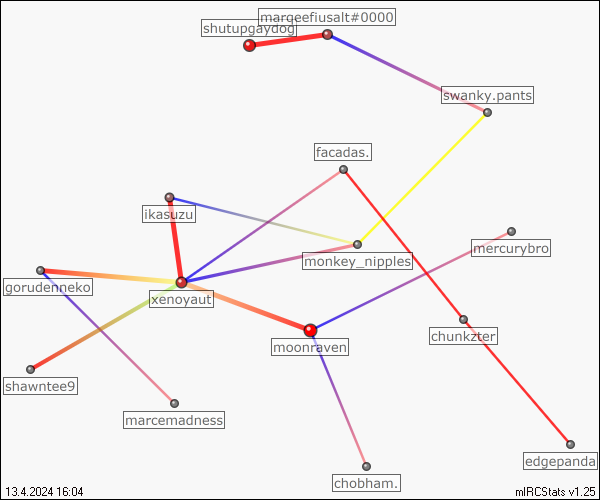 marqeefiusalt#0000
shutupgaydog
swanky.pants
facadas.
ikasuzu
mercurybro
monkey_nipples
gorudenneko
xenoyaut
chunkzter
moonraven
shawntee9
marcemadness
edgepanda
chobham.
13.4.2024 16:04
mIRCStats v1.25